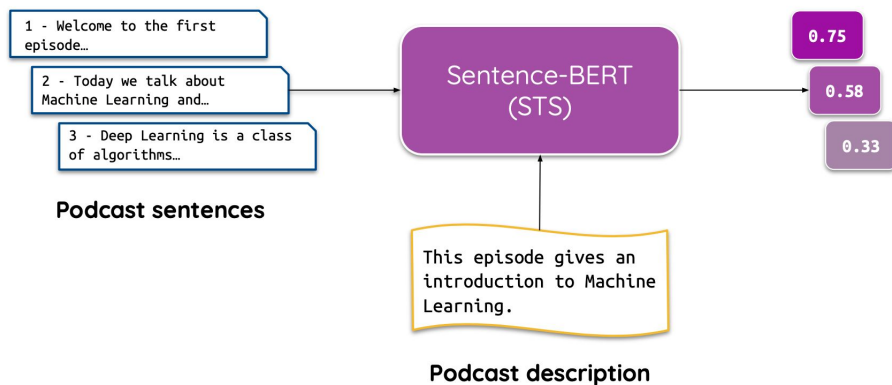 1 - Welcome to the first
episode…
2 - Today we talk about
Machine Learning and…
3 - Deep Learning is a class
of algorithms…
Podcast sentences
Sentence-BERT
(STS)
0.75
0.58
0.33
This episode gives an
introduction to Machine
Learning.
Podcast description